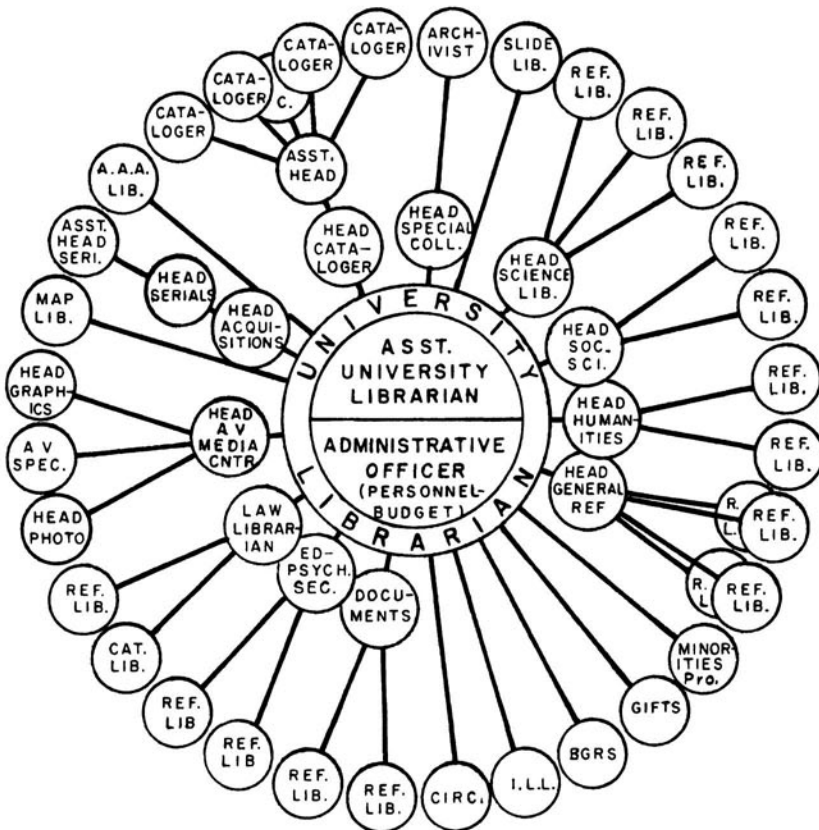 UNIVERSITY
LIBRARIAN
ASST.
UNIVERSITY
LIBRARIAN
ADMINISTRATIVE
OFFICER
(PERSONNEL-
BUDGET)
CATA-
LOGER
CATA-
LOGER
C.
CATA-
LOGER
CATA-
LOGER
ASST.
HEAD
HEAD
CATA-
LOGER
ARCH-
IVIST
HEAD
SPECIAL
COLL.
SLIDE
LIB.
REF.
LIB.
REF.
LIB.
REF.
LIB.
HEAD
SCIENCE
LIB.
REF.
LIB.
REF.
LIB.
HEAD
SOC.
SCI.
REF.
LIB.
REF.
LIB.
HEAD
HUMAN-
ITIES
HEAD
GENERAL
REF
R.
L.
REF.
LIB.
R.
L
REF.
LIB.
MINOR-
ITIES
Pro.
GIFTS
BGRS
I.L.L.
CIRC.
DOCU-
MENTS
REF.
LIB.
REF.
LIB.
ED-
PSYCH.
SEC.
REF.
LIB
REF.
LIB
LAW
LIBRAR-
IAN
CAT.
LIB.
REF.
LIB.
HEAD
A V
MEDIA
CNTR
HEAD
PHOTO
A V
SPEC.
HEAD
GRAPH-
ICS
MAP
LIB.
HEAD
ACQUI-
SITIONS
HEAD
SERIALS
ASST.
HEAD
SERI.
A.A.A.
LIB.